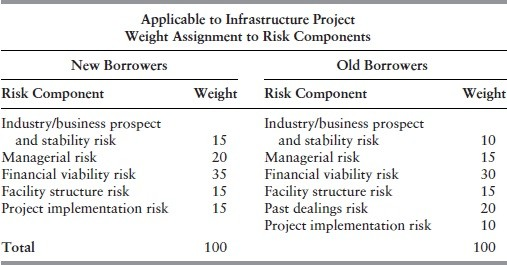 Applicable to Infrastructure Project
Weight Assignment to Risk Components
New Borrowers Old Borrowers
Risk Component Weight Risk Component Weight
Industry/business prospect Industry/business prospect
and stability risk 15 and stability risk 10
Managerial risk 20 Managerial risk 15
Financial viability risk 35 Financial viability risk 30
Facility structure risk 15 Facility structure risk 15
Project implementation risk 15 Past dealings risk 20
Project implementation risk 10
Total 100 100